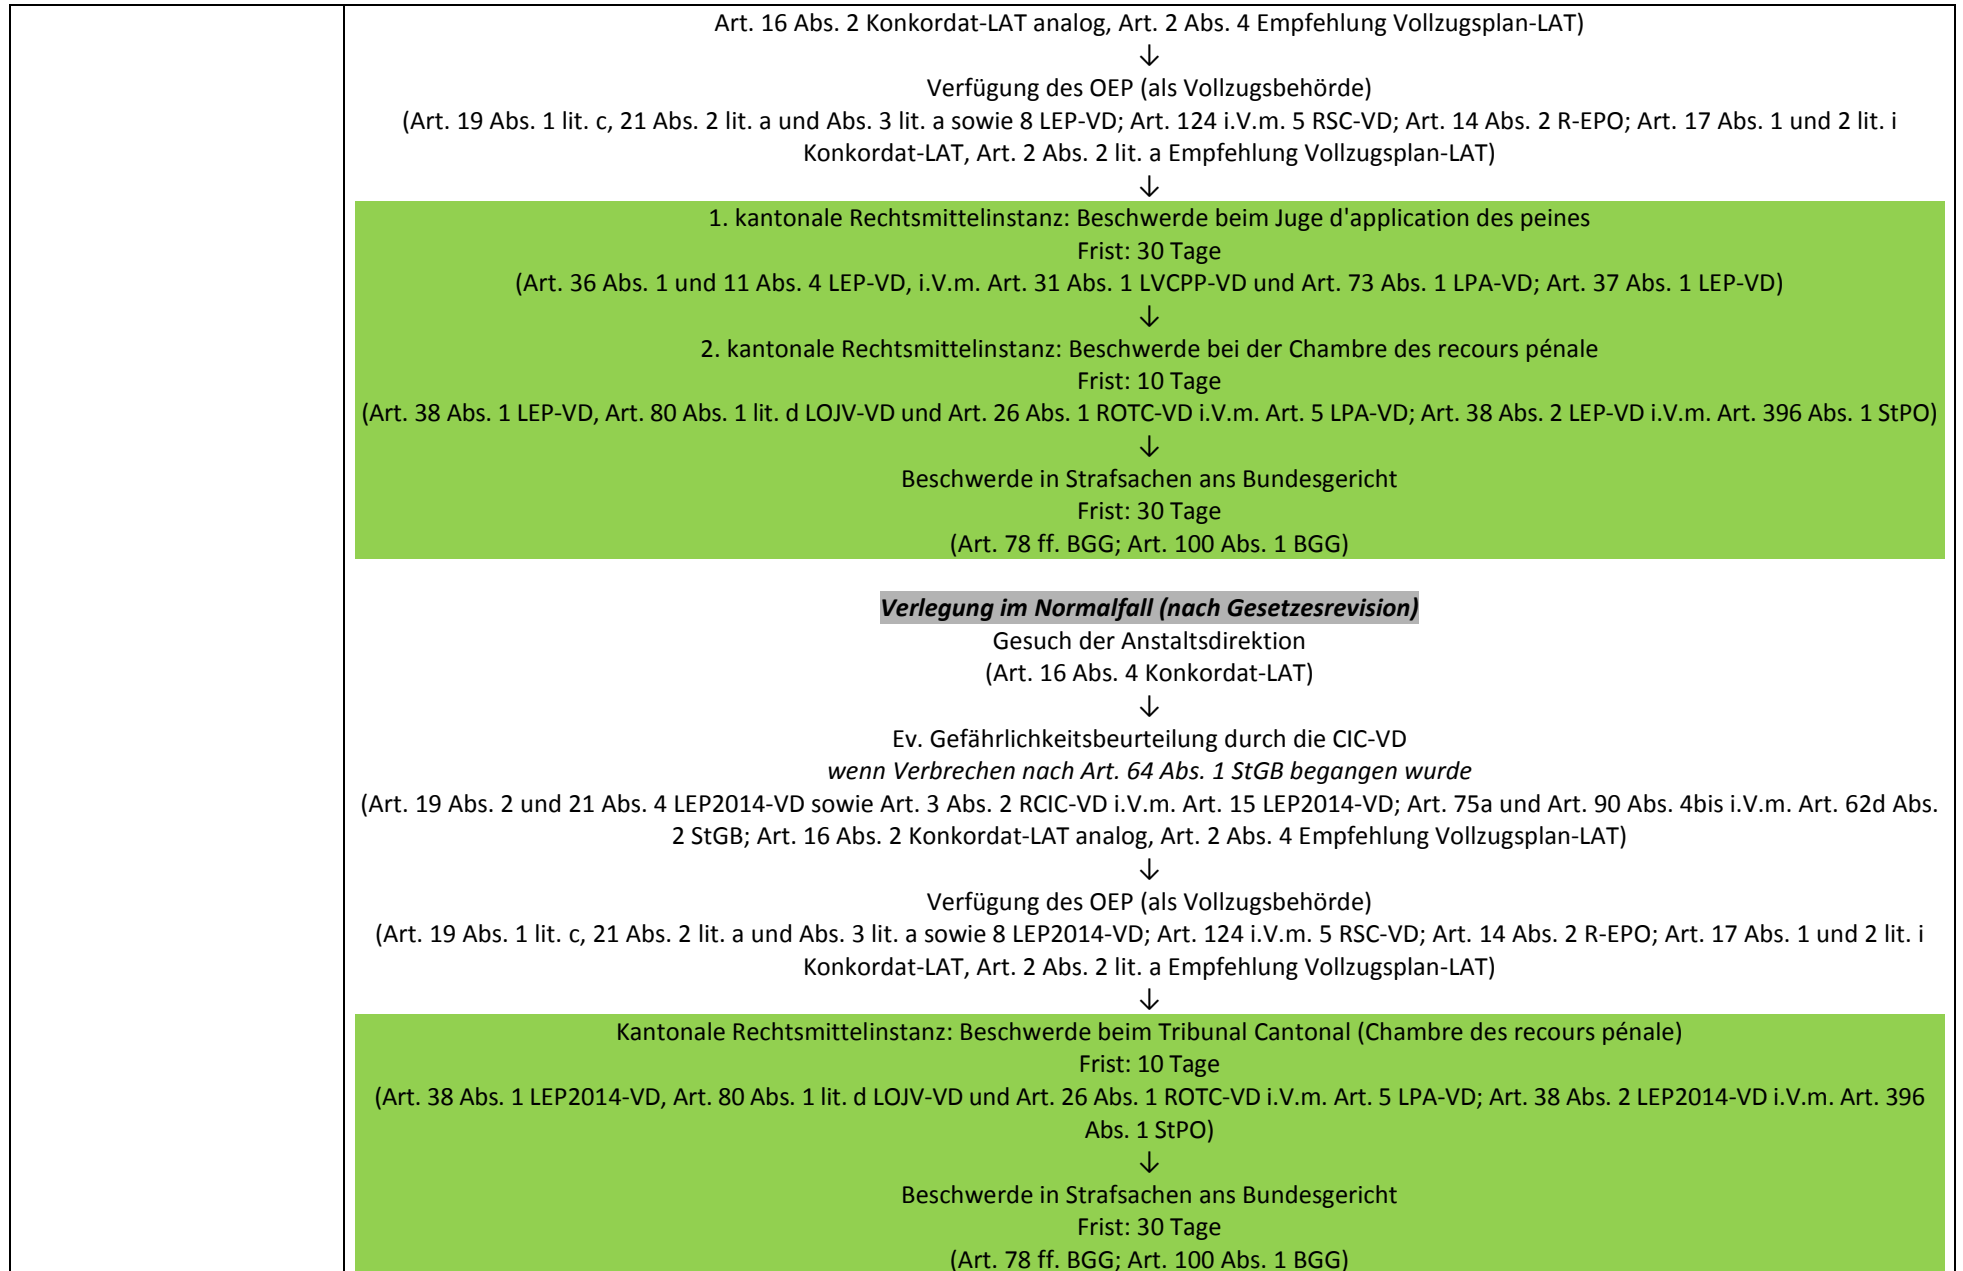 Art. 16 Abs. 2 Konkordat-LAT analog, Art. 2 Abs. 4 Empfehlung Vollzugsplan-LAT)
↓
Verfügung des OEP (als Vollzugsbehörde)
(Art. 19 Abs. 1 lit. c, 21 Abs. 2 lit. a und Abs. 3 lit. a sowie 8 LEP-VD; Art. 124 i.V.m. 5 RSC-VD; Art. 14 Abs. 2 R-EPO; Art. 17 Abs. 1 und 2 lit. i
Konkordat-LAT, Art. 2 Abs. 2 lit. a Empfehlung Vollzugsplan-LAT)
↓
1. kantonale Rechtsmittelinstanz: Beschwerde beim Juge d'application des peines
Frist: 30 Tage
(Art. 36 Abs. 1 und 11 Abs. 4 LEP-VD, i.V.m. Art. 31 Abs. 1 LVCPP-VD und Art. 73 Abs. 1 LPA-VD; Art. 37 Abs. 1 LEP-VD)
↓
2. kantonale Rechtsmittelinstanz: Beschwerde bei der Chambre des recours pénale
Frist: 10 Tage
(Art. 38 Abs. 1 LEP-VD, Art. 80 Abs. 1 lit. d LOJV-VD und Art. 26 Abs. 1 ROTC-VD i.V.m. Art. 5 LPA-VD; Art. 38 Abs. 2 LEP-VD i.V.m. Art. 396 Abs. 1 StPO)
↓
Beschwerde in Strafsachen ans Bundesgericht
Frist: 30 Tage
(Art. 78 ff. BGG; Art. 100 Abs. 1 BGG)
Verlegung im Normalfall (nach Gesetzesrevision)
Gesuch der Anstaltsdirektion
(Art. 16 Abs. 4 Konkordat-LAT)
↓
Ev. Gefährlichkeitsbeurteilung durch die CIC-VD
wenn Verbrechen nach Art. 64 Abs. 1 StGB begangen wurde
(Art. 19 Abs. 2 und 21 Abs. 4 LEP2014-VD sowie Art. 3 Abs. 2 RCIC-VD i.V.m. Art. 15 LEP2014-VD; Art. 75a und Art. 90 Abs. 4bis i.V.m. Art. 62d Abs.
2 StGB; Art. 16 Abs. 2 Konkordat-LAT analog, Art. 2 Abs. 4 Empfehlung Vollzugsplan-LAT)
↓
Verfügung des OEP (als Vollzugsbehörde)
(Art. 19 Abs. 1 lit. c, 21 Abs. 2 lit. a und Abs. 3 lit. a sowie 8 LEP2014-VD; Art. 124 i.V.m. 5 RSC-VD; Art. 14 Abs. 2 R-EPO; Art. 17 Abs. 1 und 2 lit. i
Konkordat-LAT, Art. 2 Abs. 2 lit. a Empfehlung Vollzugsplan-LAT)
↓
Kantonale Rechtsmittelinstanz: Beschwerde beim Tribunal Cantonal (Chambre des recours pénale)
Frist: 10 Tage
(Art. 38 Abs. 1 LEP2014-VD, Art. 80 Abs. 1 lit. d LOJV-VD und Art. 26 Abs. 1 ROTC-VD i.V.m. Art. 5 LPA-VD; Art. 38 Abs. 2 LEP2014-VD i.V.m. Art. 396
Abs. 1 StPO)
↓
Beschwerde in Strafsachen ans Bundesgericht
Frist: 30 Tage
(Art. 78 ff. BGG; Art. 100 Abs. 1 BGG)